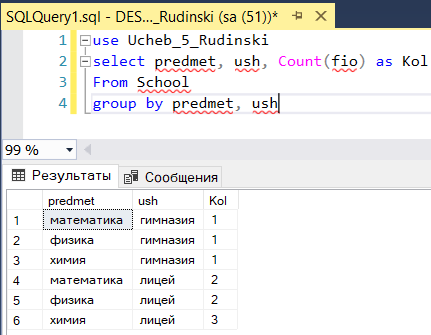 SQLQuery1.sql - DES..._Rudinski (sa (51))*
1 use Ucheb_5_Rudinski
2 select predmet, ush, Count(fio) as Kol
3 From School
4 group by predmet, ush
99 %
Результаты Сообщения
predmet ush Kol
1 математика гимназия 1
2 физика гимназия 1
3 химия гимназия 1
4 математика лицей 2
5 физика лицей 2
6 химия лицей 3